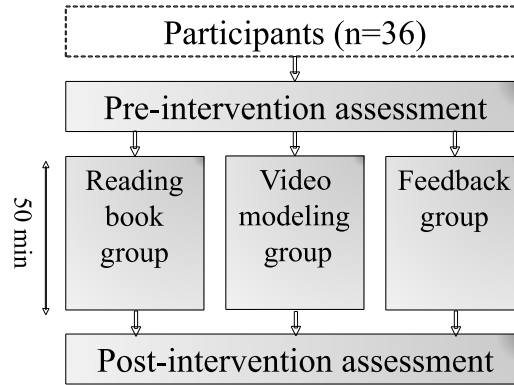 Participants (n=36)
Pre-intervention assessment
50 min
Reading
book
group
Video
modeling
group
Feedback
group
Post-intervention assessment